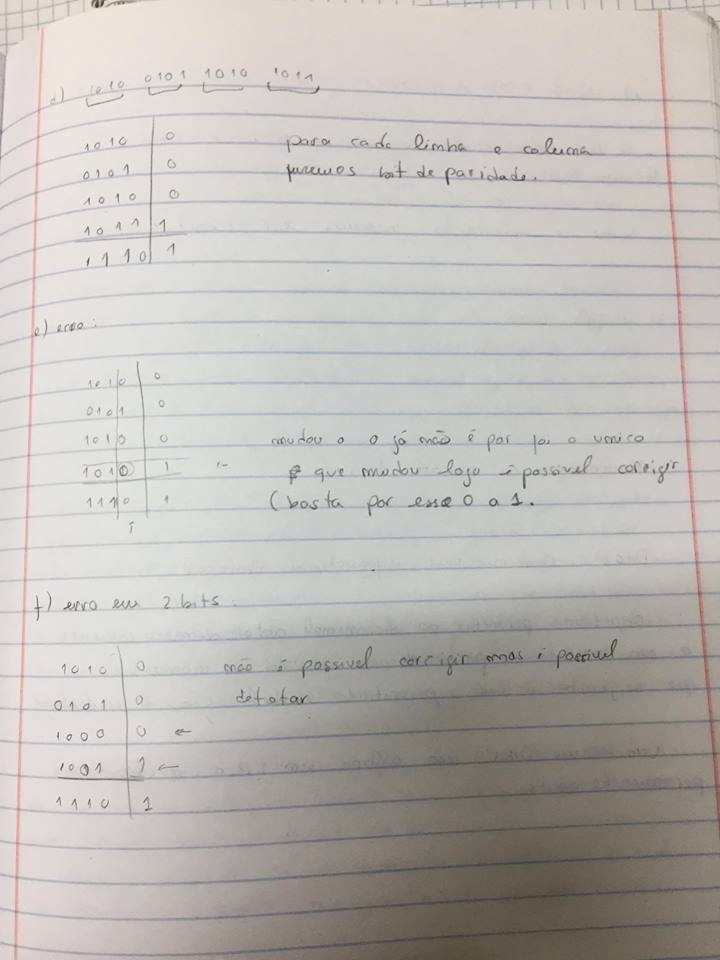 d) 1010 0101 1010 1011
1010 | 0 para cada linha e coluna
0101 | 0 fazemos bit de paridade.
1010 | 0
1011 | 1
1110 | 1
e) erro:
1010 | 0
0101 | 0
1010 | 0 mudou o 0 já não é par foi o unico
1010 | 1 ← que mudou logo é possivel corrigir
1110 | 1 (basta por esse 0 a 1.
↑
f) erro em 2 bits:
1010 | 0 não é possivel corrigir mas é possivel
0101 | 0 detetar
1000 | 0 ←
1001 | 1 ←
1110 | 1